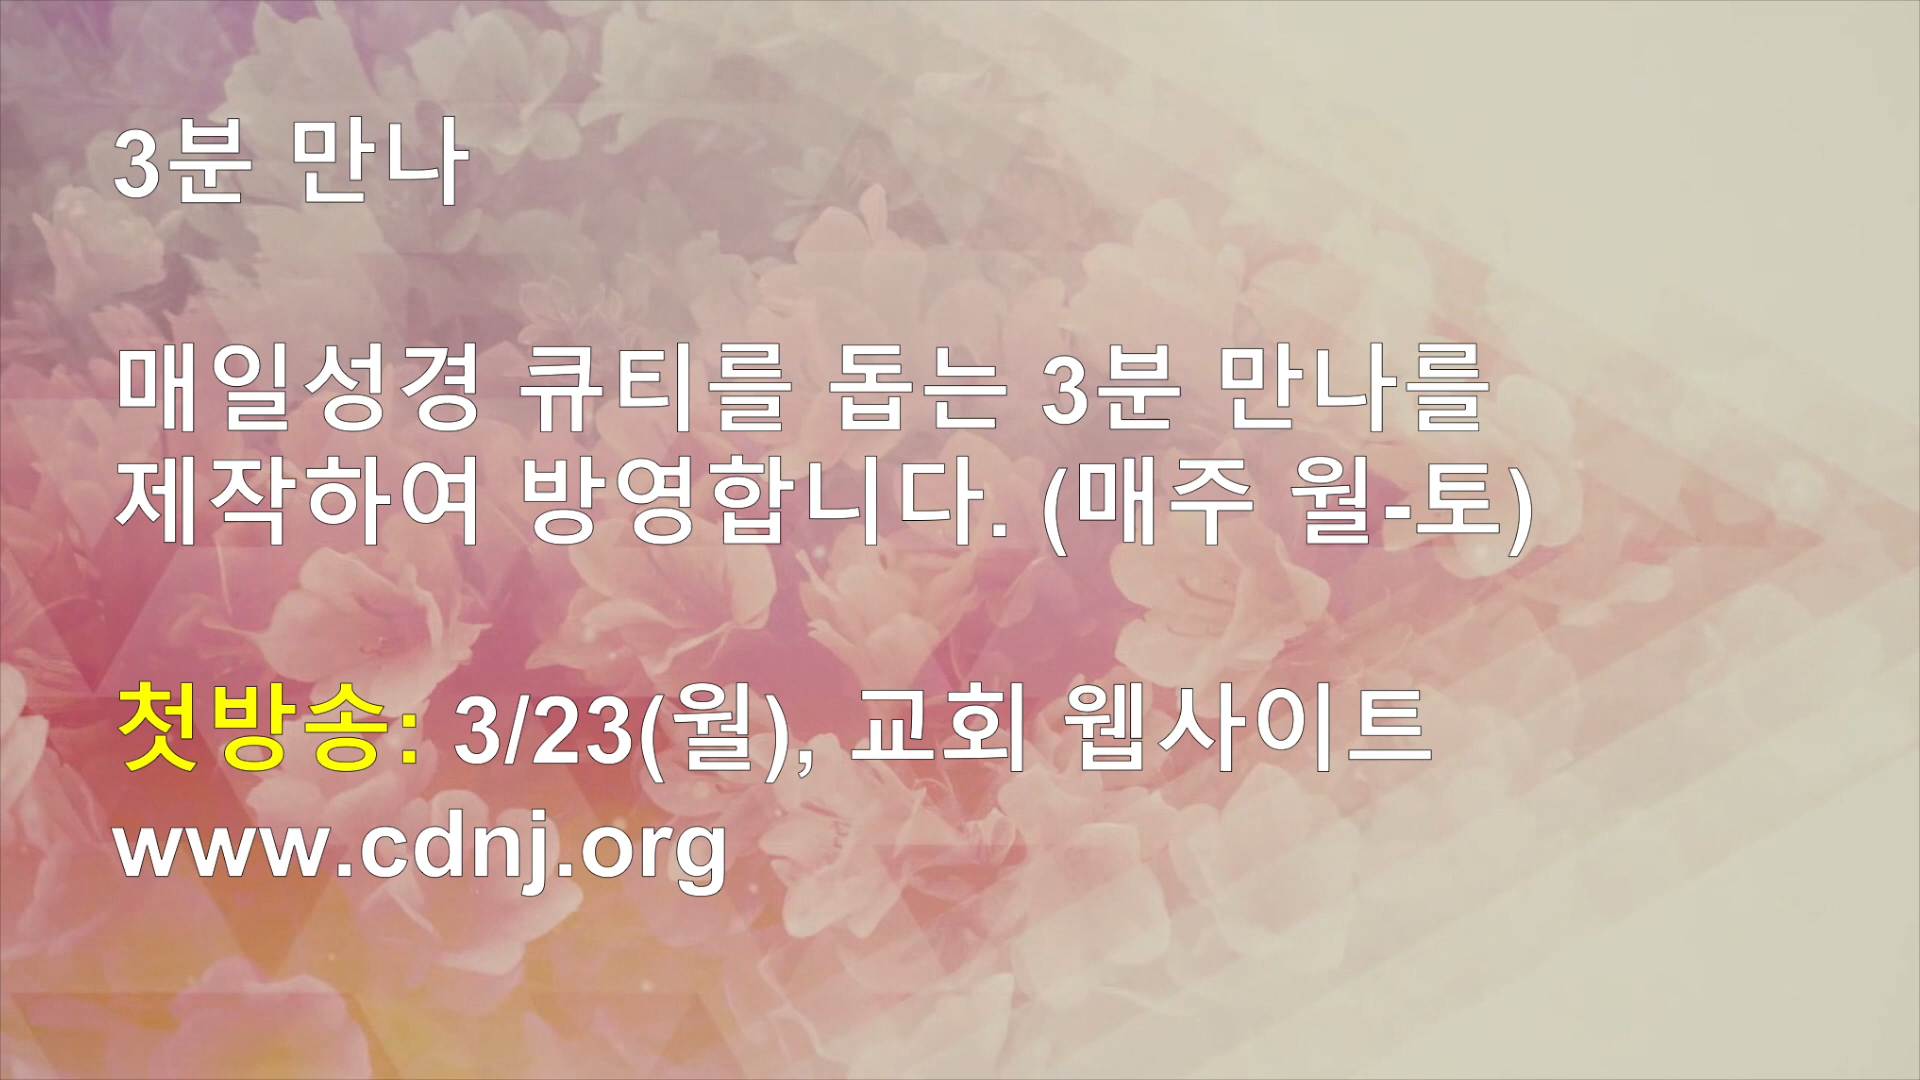 3분 만나
매일성경 큐티를 돕는 3분 만나를
제작하여 방영합니다. (매주 월-토)
첫방송: 3/23(월), 교회 웹사이트
www.cdnj.org